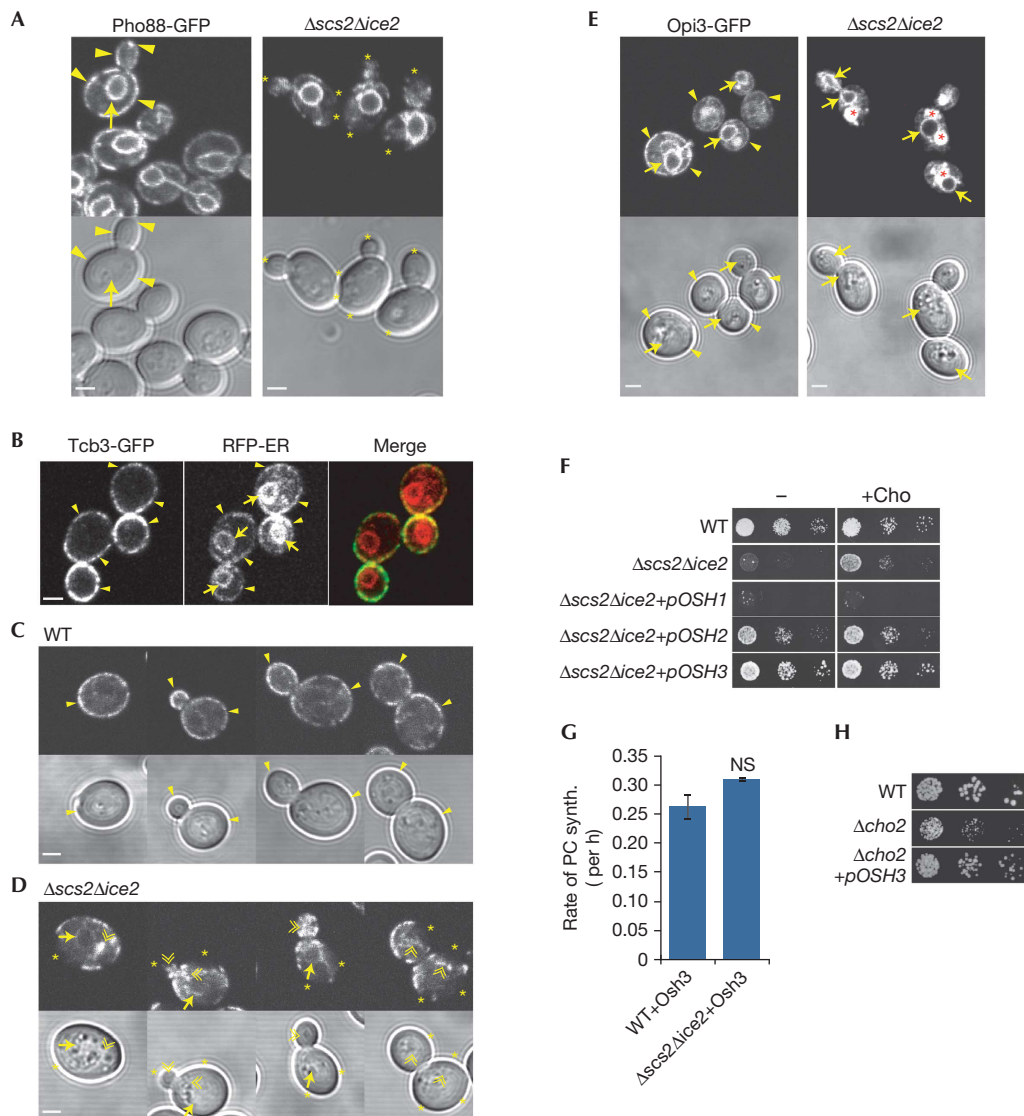 A
Pho88-GFP
Δscs2Δice2
B
Tcb3-GFP
RFP-ER
Merge
C
WT
D
Δscs2Δice2
E
Opi3-GFP
Δscs2Δice2
F
–
+Cho
WT
Δscs2Δice2
Δscs2Δice2+pOSH1
Δscs2Δice2+pOSH2
Δscs2Δice2+pOSH3
G
NS
0.35
0.30
0.25
0.20
0.15
0.10
0.05
0
Rate of PC synth.
( per h)
WT+Osh3
Δscs2Δice2+Osh3
H
WT
Δcho2
Δcho2
+pOSH3